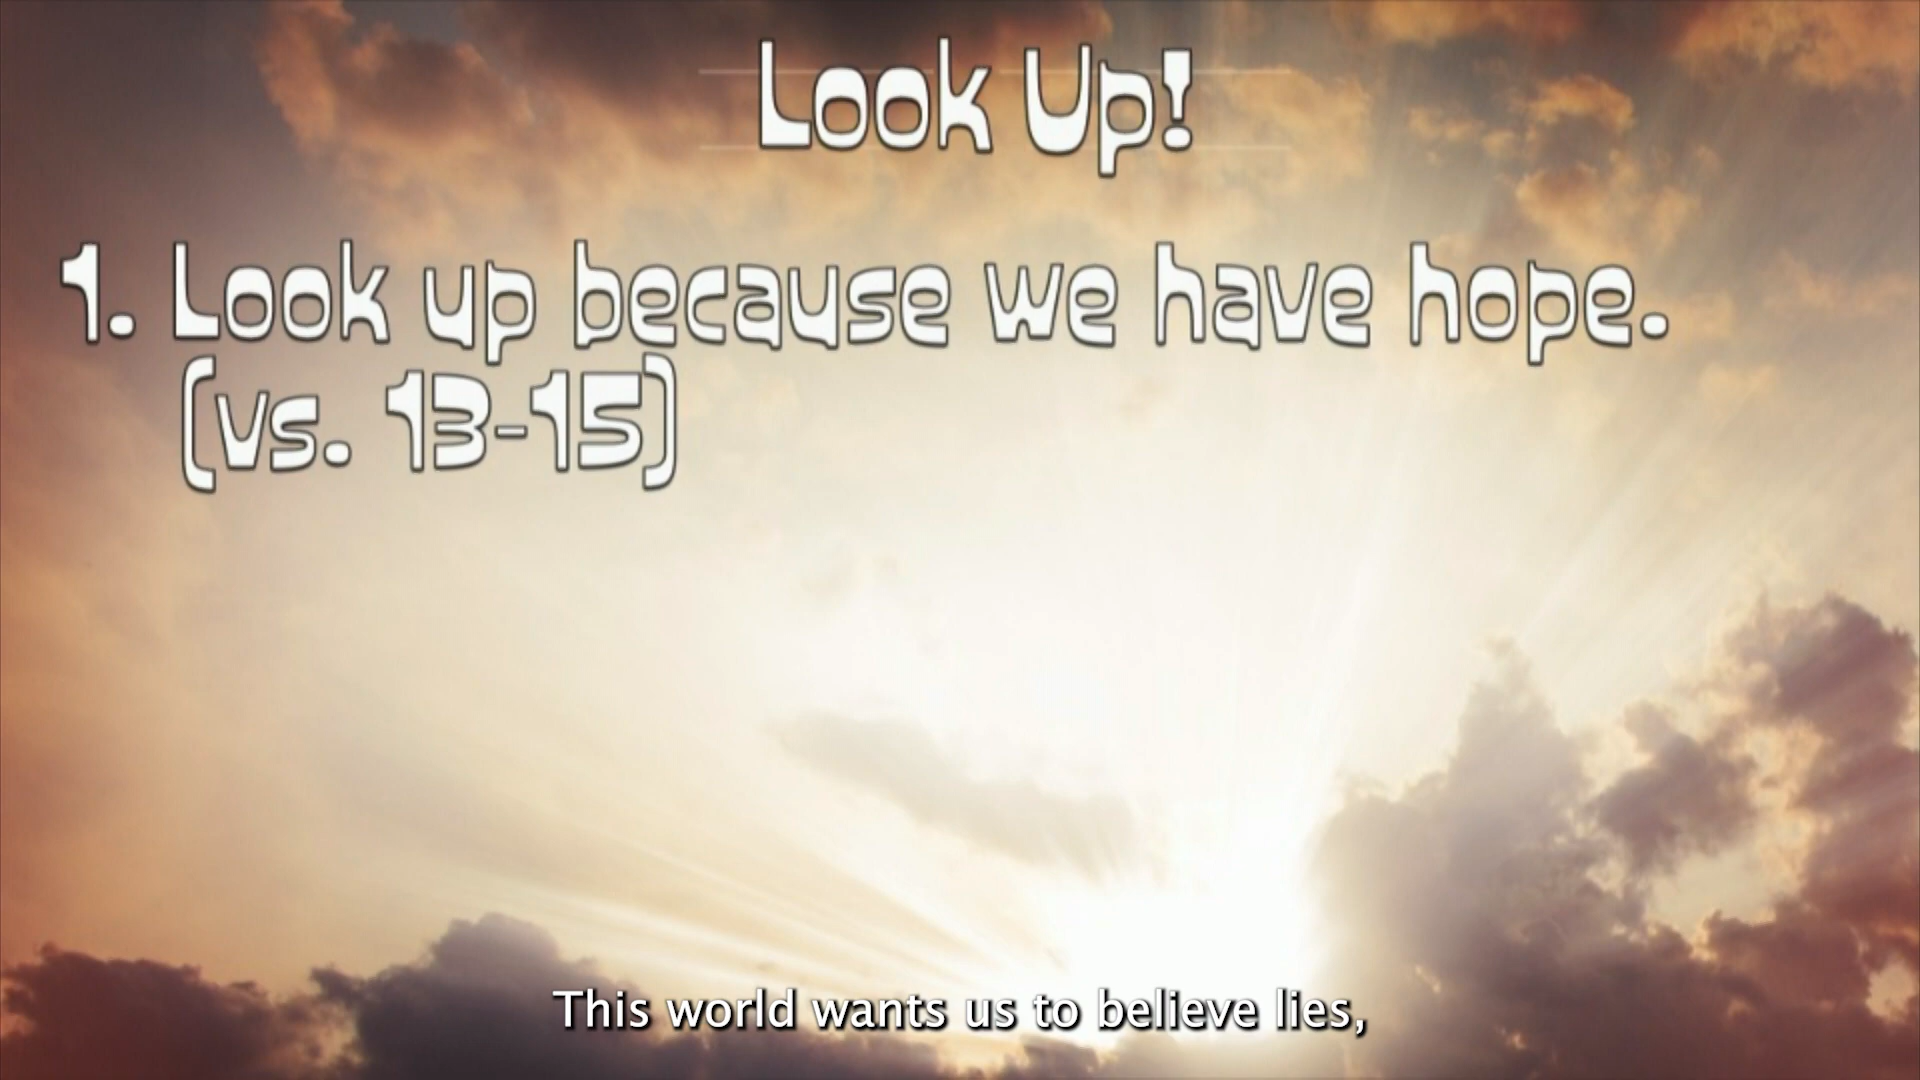 Look Up!
1. Look up because we have hope.
(vs. 13-15)
This world wants us to believe lies,